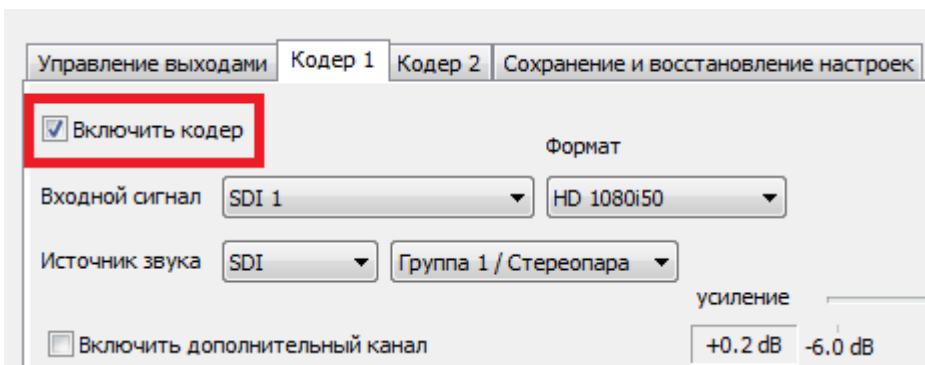 Управление выходами Кодер 1 Кодер 2 Сохранение и восстановление настроек
Включить кодер
Формат
Входной сигнал SDI 1 HD 1080i50
Источник звука SDI Группа 1 / Стереопара
усиление
Включить дополнительный канал +0.2 dB -6.0 dB